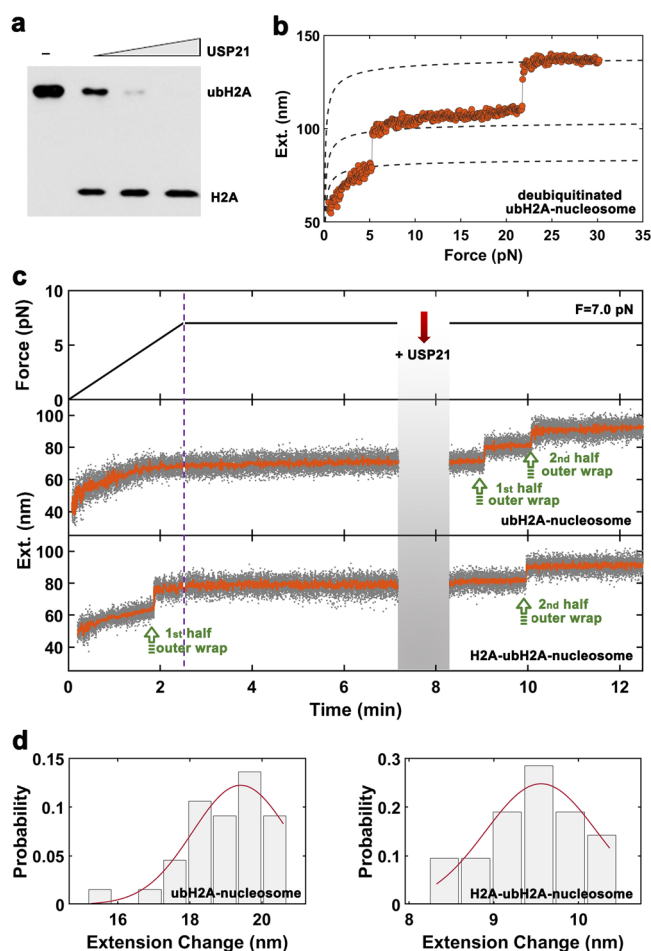 a
– USP21
ubH2A
H2A
b
150
100
50
Ext. (nm)
0 5 10 15 20 25 30 35
Force (pN)
deubiquitinated
ubH2A-nucleosome
c
10
5
0
Force (pN)
F=7.0 pN
+ USP21
100
80
60
40
1st half
outer wrap
2nd half
outer wrap
ubH2A-nucleosome
Ext. (nm)
100
80
60
40
1st half
outer wrap
2nd half
outer wrap
H2A-ubH2A-nucleosome
0 2 4 6 8 10 12
Time (min)
d
0.15
0.10
0.05
0
Probability
ubH2A-nucleosome
16 18 20
Extension Change (nm)
0.3
0.2
0.1
0
Probability
H2A-ubH2A-nucleosome
8 9 10
Extension Change (nm)